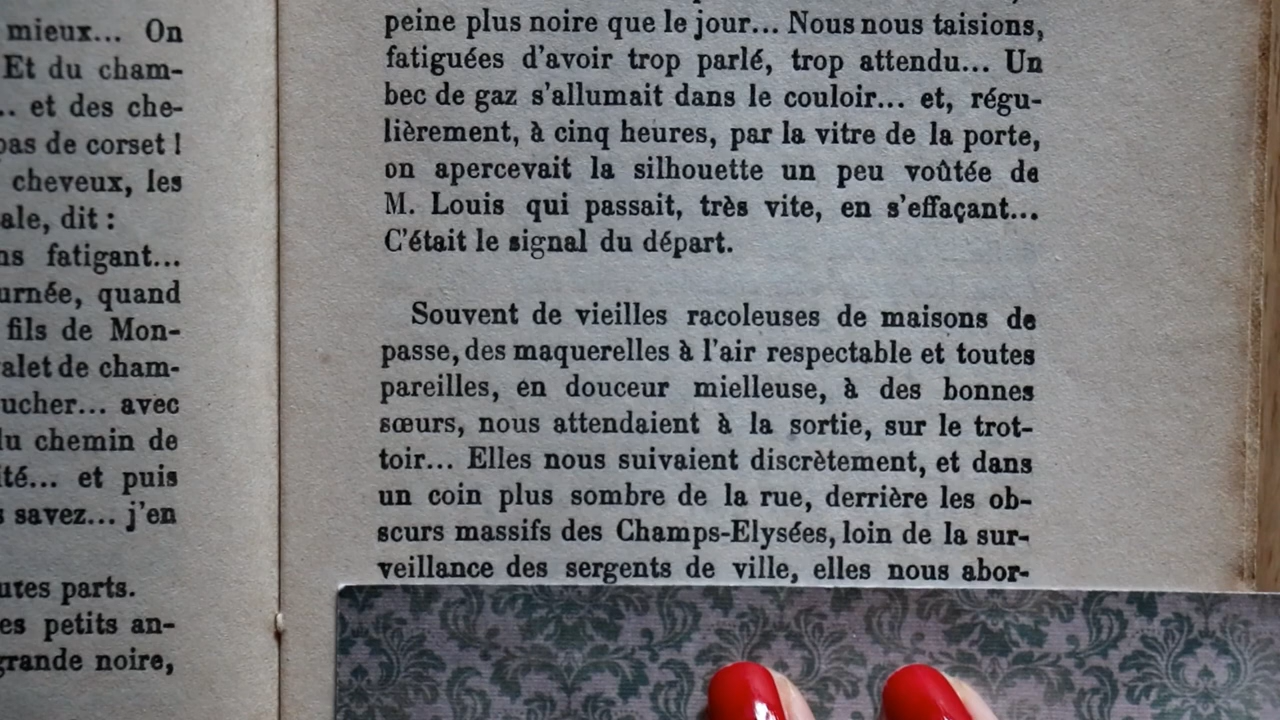 mieux... On
Et du cham-
.. et des che-
pas de corset !
cheveux, les
ale, dit :
ns fatigant...
urnée, quand
fils de Mon-
alet de cham-
ucher... avec
lu chemin de
ité... et puis
s savez... j'en
utes parts.
es petits an-
grande noire,
peine plus noire que le jour... Nous nous taisions,
fatiguées d'avoir trop parlé, trop attendu... Un
bec de gaz s'allumait dans le couloir... et, régu-
lièrement, à cinq heures, par la vitre de la porte,
on apercevait la silhouette un peu voûtée de
M. Louis qui passait, très vite, en s'effaçant...
C'était le signal du départ.
Souvent de vieilles racoleuses de maisons de
passe, des maquerelles à l'air respectable et toutes
pareilles, en douceur mielleuse, à des bonnes
sœurs, nous attendaient à la sortie, sur le trot-
toir... Elles nous suivaient discrètement, et dans
un coin plus sombre de la rue, derrière les ob-
scurs massifs des Champs-Elysées, loin de la sur-
veillance des sergents de ville, elles nous abor-